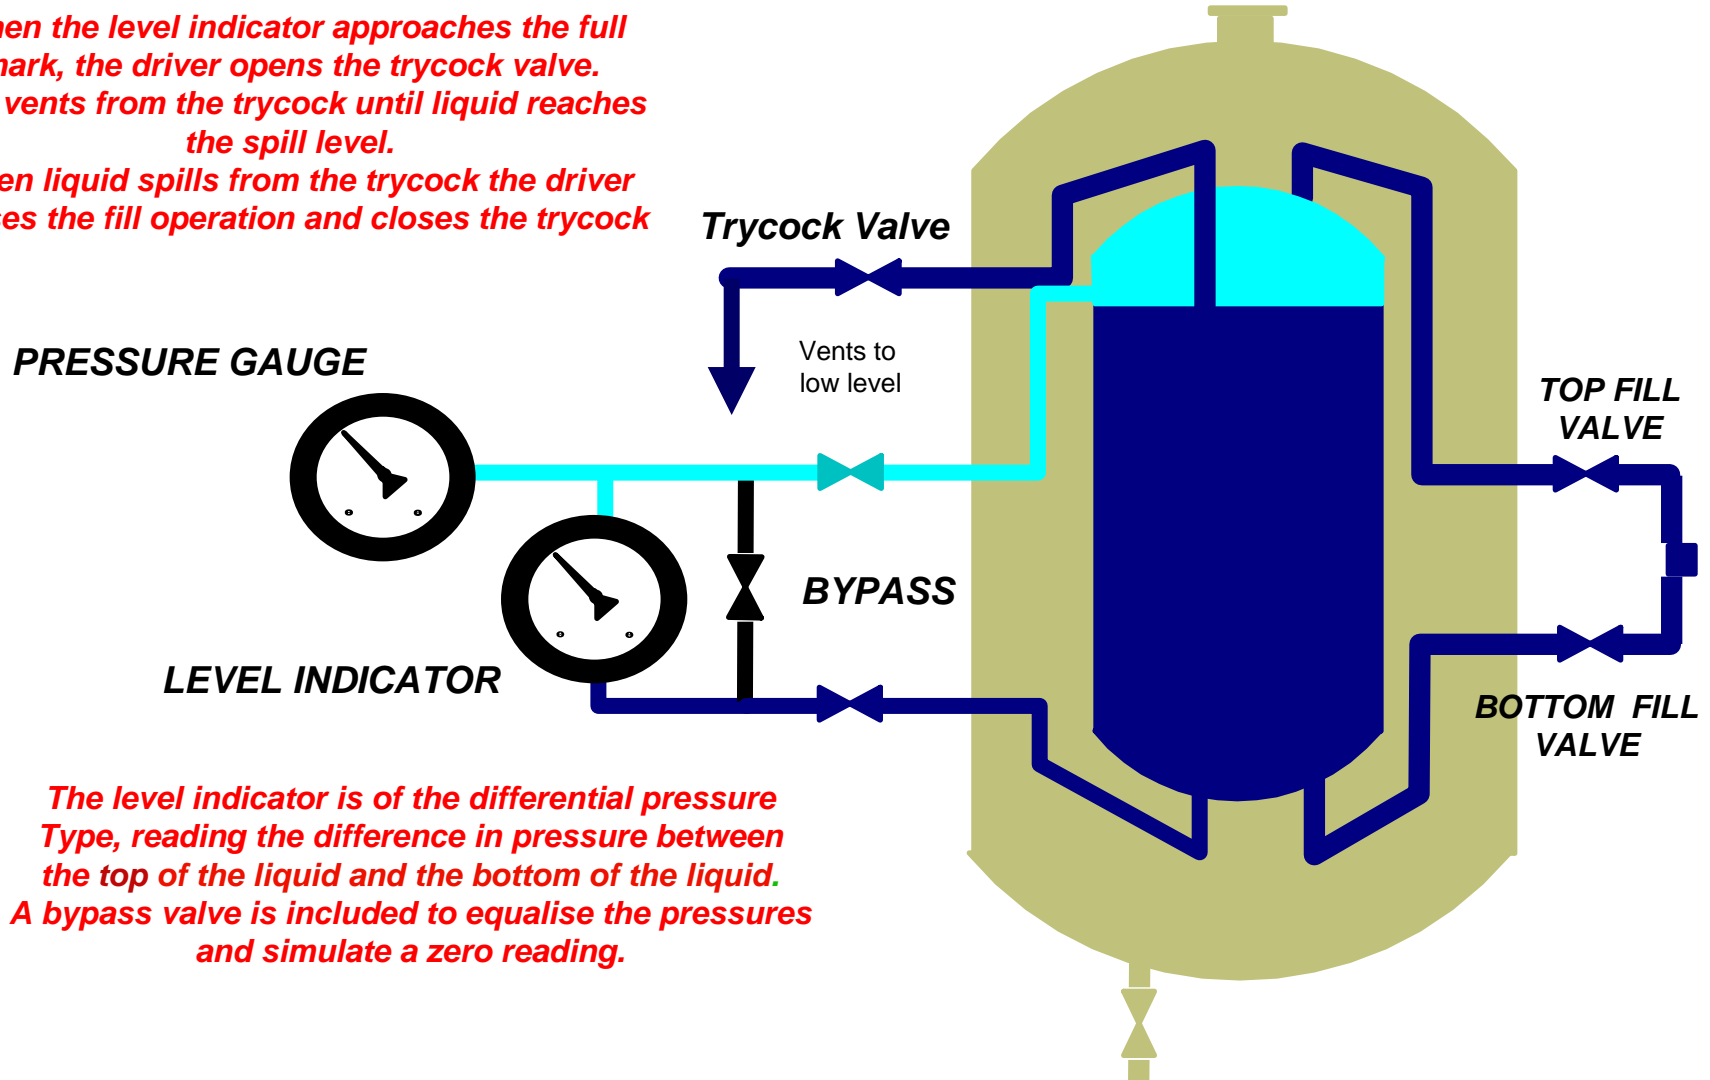 hen the level indicator approaches the full
mark, the driver opens the trycock valve.
vents from the trycock until liquid reaches
the spill level.
en liquid spills from the trycock the driver
ses the fill operation and closes the trycock
Trycock Valve
Vents to
low level
PRESSURE GAUGE
TOP FILL
VALVE
BYPASS
LEVEL INDICATOR
BOTTOM FILL
VALVE
The level indicator is of the differential pressure
Type, reading the difference in pressure between
the top of the liquid and the bottom of the liquid.
A bypass valve is included to equalise the pressures
and simulate a zero reading.